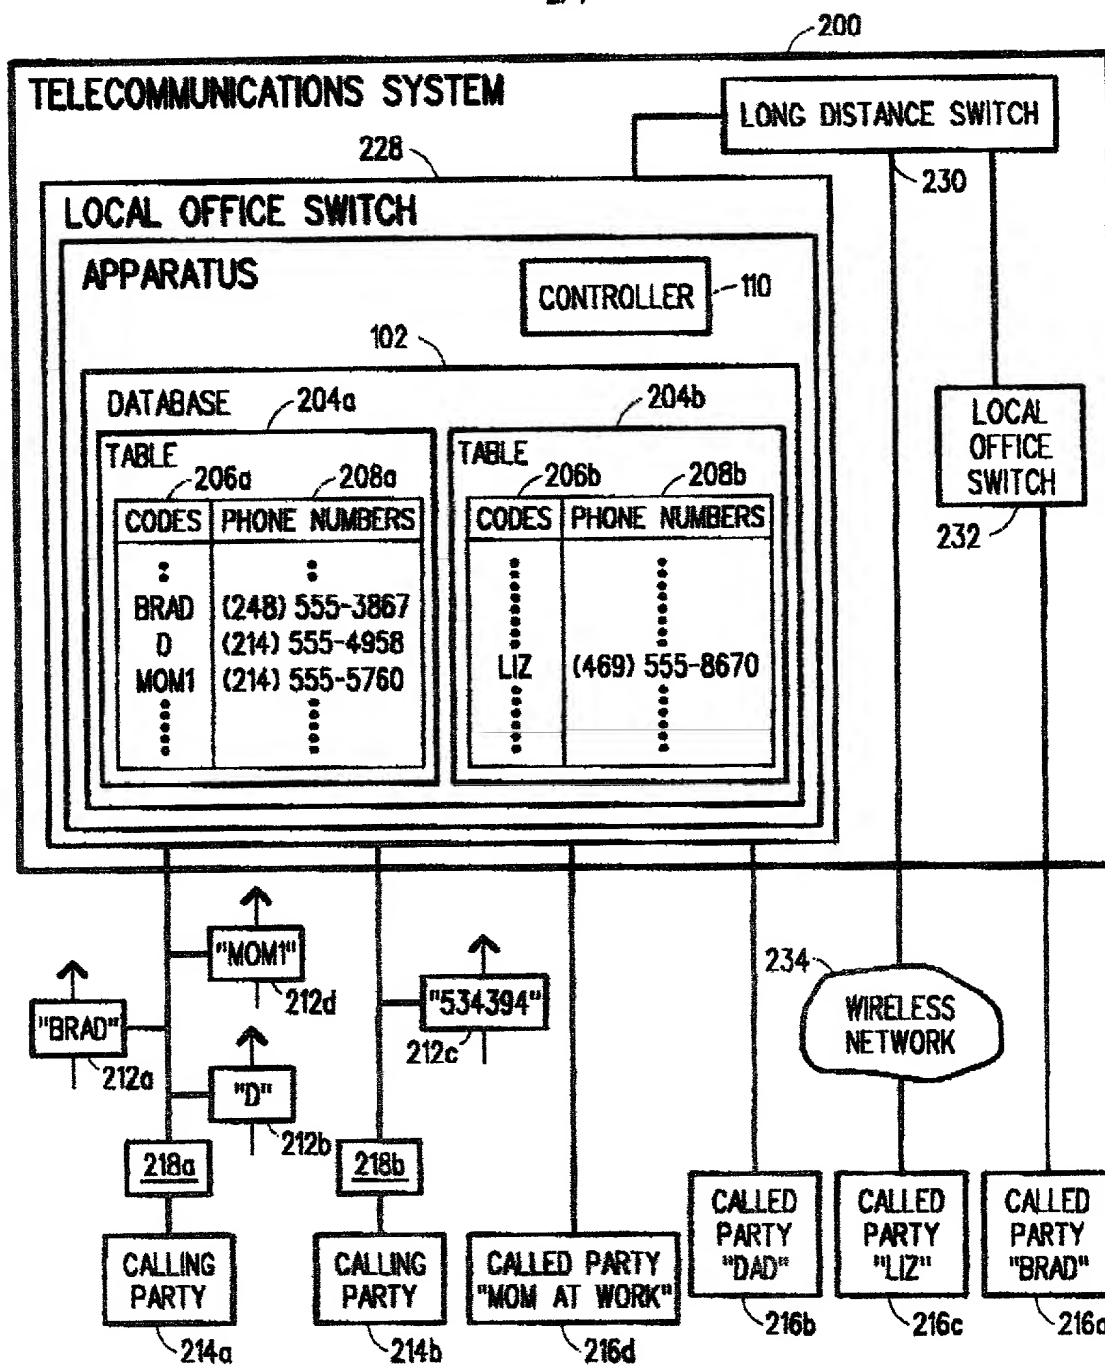 200
TELECOMMUNICATIONS SYSTEM
LONG DISTANCE SWITCH
228
230
LOCAL OFFICE SWITCH
APPARATUS
CONTROLLER
110
102
DATABASE
204a
204b
TABLE
TABLE
206a
208a
206b
208b
CODES PHONE NUMBERS
CODES PHONE NUMBERS
BRAD (248) 555-3867
D (214) 555-4958
MOM1 (214) 555-5760
LIZ (469) 555-8670
LOCAL
OFFICE
SWITCH
232
"MOM1"
212d
"BRAD"
212a
"D"
212b
"534394"
212c
234
WIRELESS
NETWORK
218a
218b
CALLING
PARTY
214a
CALLING
PARTY
214b
CALLED PARTY
"MOM AT WORK"
216d
CALLED
PARTY
"DAD"
216b
CALLED
PARTY
"LIZ"
216c
CALLED
PARTY
"BRAD"
216a